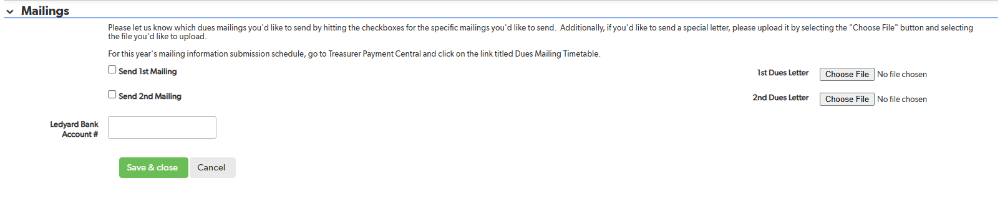 Mailings
Please let us know which dues mailings you'd like to send by hitting the checkboxes for the specific mailings you'd like to send.  Additionally, if you'd like to send a special letter, please upload it by selecting the "Choose File" button and selecting
the file you'd like to upload.
For this year's mailing information submission schedule, go to Treasurer Payment Central and click on the link titled Dues Mailing Timetable.
Send 1st Mailing
1st Dues Letter Choose File No file chosen
Send 2nd Mailing
2nd Dues Letter Choose File No file chosen
Ledyard Bank
Account #
Save & close Cancel